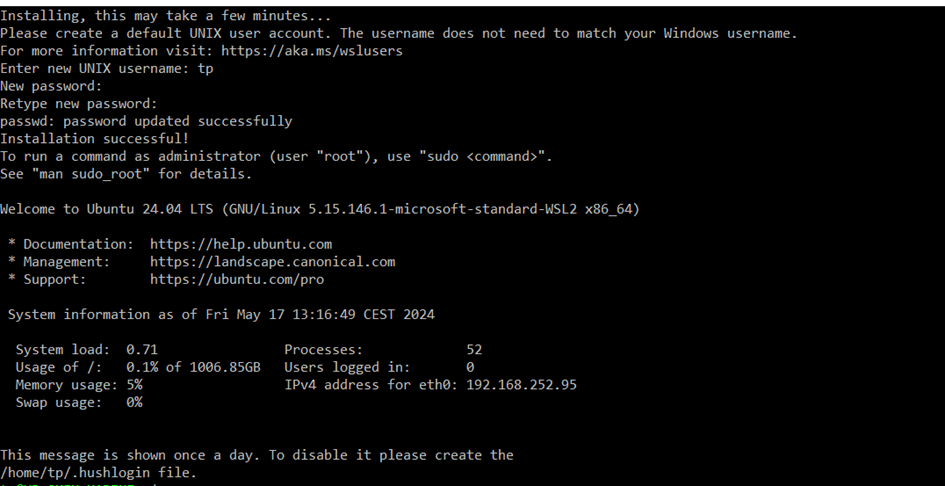 Installing, this may take a few minutes...
Please create a default UNIX user account. The username does not need to match your Windows username.
For more information visit: https://aka.ms/wslusers
Enter new UNIX username: tp
New password:
Retype new password:
passwd: password updated successfully
Installation successful!
To run a command as administrator (user "root"), use "sudo <command>".
See "man sudo_root" for details.
Welcome to Ubuntu 24.04 LTS (GNU/Linux 5.15.146.1-microsoft-standard-WSL2 x86_64)
* Documentation: https://help.ubuntu.com
* Management: https://landscape.canonical.com
* Support: https://ubuntu.com/pro
System information as of Fri May 17 13:16:49 CEST 2024
System load: 0.71 Processes: 52
Usage of /: 0.1% of 1006.85GB Users logged in: 0
Memory usage: 5% IPv4 address for eth0: 192.168.252.95
Swap usage: 0%
This message is shown once a day. To disable it please create the
/home/tp/.hushlogin file.